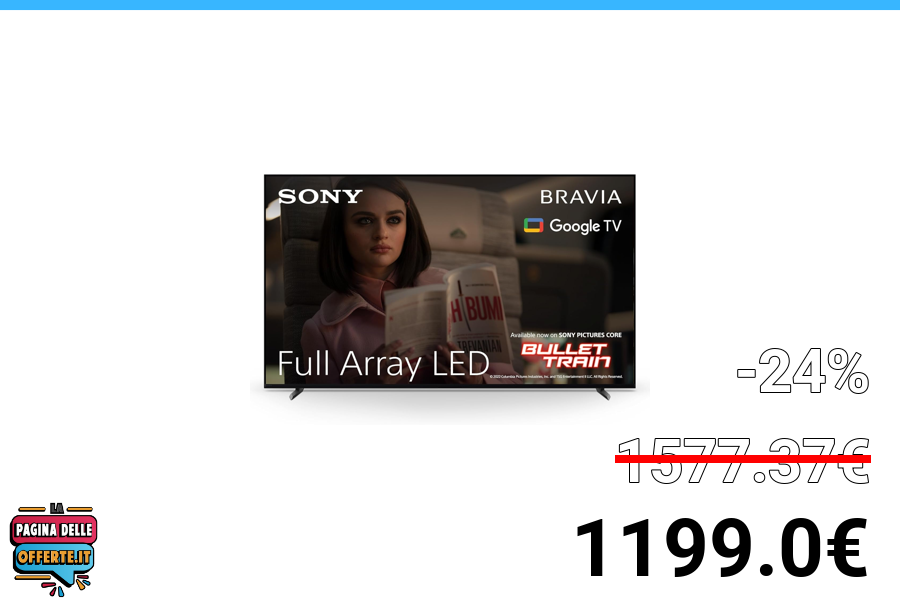 SONY
BRAVIA
Google TV
H BUMI
Available now on SONY PICTURES CORE
BULLET
TRAIN
Full Array LED
-24%
1577.37€
LA
PAGINA DELLE
OFFERTE.IT
1199.0€